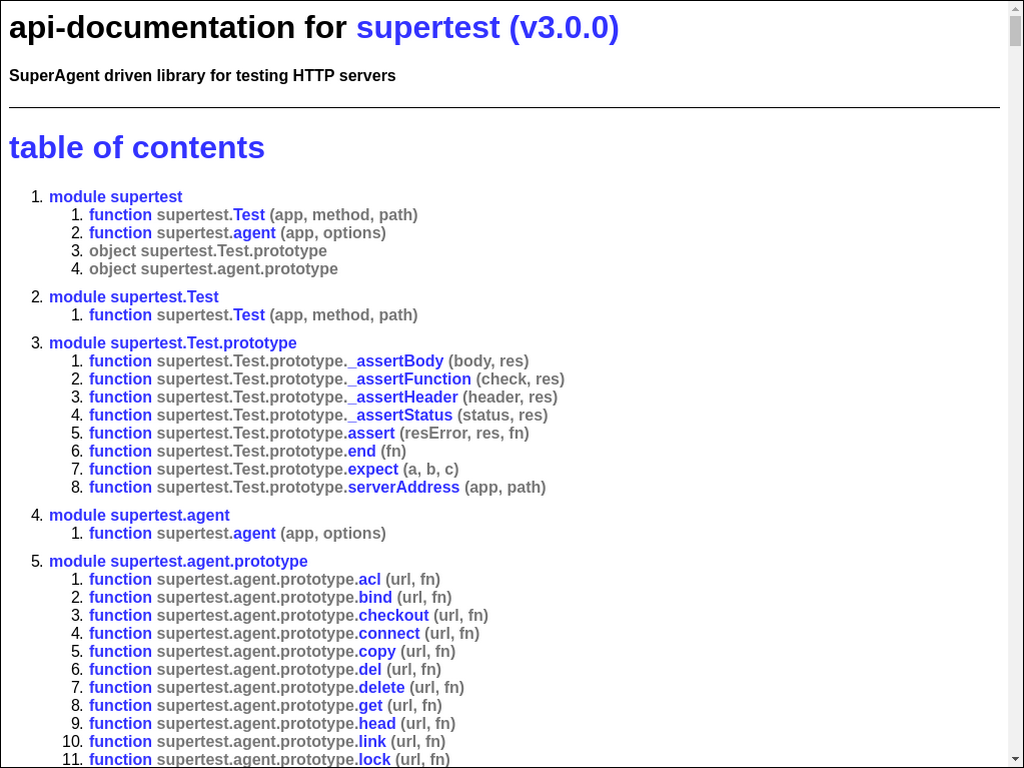 api-documentation for supertest (v3.0.0)
SuperAgent driven library for testing HTTP servers
table of contents
1. module supertest
1. function supertest.Test (app, method, path)
2. function supertest.agent (app, options)
3. object supertest.Test.prototype
4. object supertest.agent.prototype
2. module supertest.Test
1. function supertest.Test (app, method, path)
3. module supertest.Test.prototype
1. function supertest.Test.prototype._assertBody (body, res)
2. function supertest.Test.prototype._assertFunction (check, res)
3. function supertest.Test.prototype._assertHeader (header, res)
4. function supertest.Test.prototype._assertStatus (status, res)
5. function supertest.Test.prototype.assert (resError, res, fn)
6. function supertest.Test.prototype.end (fn)
7. function supertest.Test.prototype.expect (a, b, c)
8. function supertest.Test.prototype.serverAddress (app, path)
4. module supertest.agent
1. function supertest.agent (app, options)
5. module supertest.agent.prototype
1. function supertest.agent.prototype.acl (url, fn)
2. function supertest.agent.prototype.bind (url, fn)
3. function supertest.agent.prototype.checkout (url, fn)
4. function supertest.agent.prototype.connect (url, fn)
5. function supertest.agent.prototype.copy (url, fn)
6. function supertest.agent.prototype.del (url, fn)
7. function supertest.agent.prototype.delete (url, fn)
8. function supertest.agent.prototype.get (url, fn)
9. function supertest.agent.prototype.head (url, fn)
10. function supertest.agent.prototype.link (url, fn)
11. function supertest.agent.prototype.lock (url, fn)